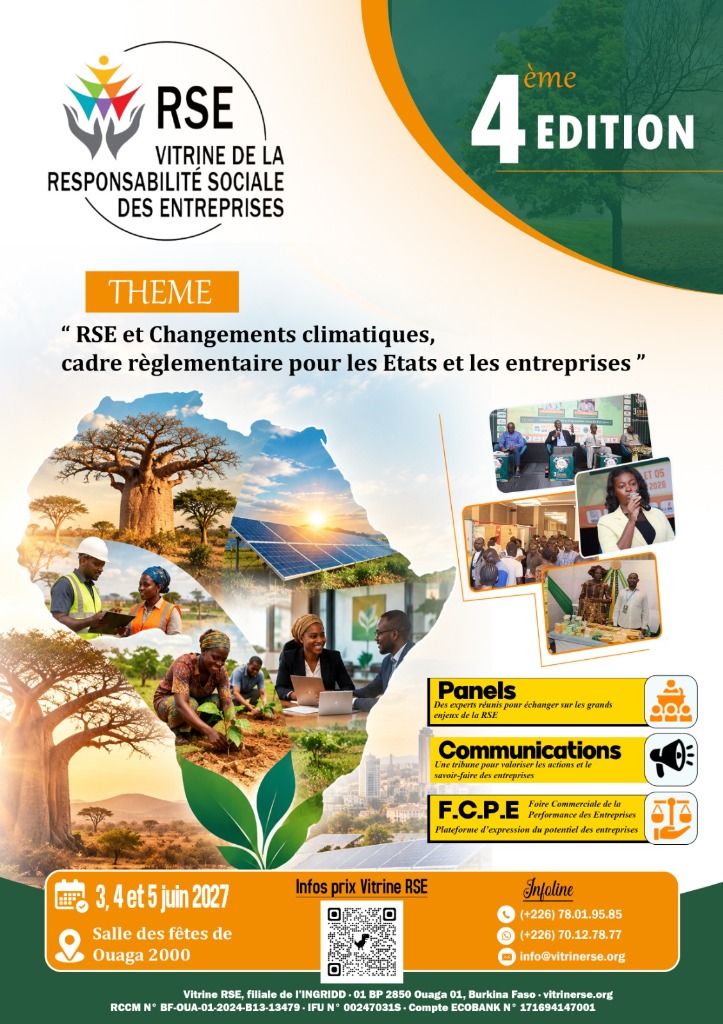 RSE
VITRINE DE LA
RESPONSABILITÉ SOCIALE
DES ENTREPRISES
4ème EDITION
THEME
“ RSE et Changements climatiques,
cadre règlementaire pour les Etats et les entreprises ”
ET 05
Panels
Des experts réunis pour échanger sur les grands
enjeux de la RSE
Communications
Une tribune pour valoriser les actions et le
savoir-faire des entreprises
F.C.P.E Foire Commerciale de la
Performance des Entreprises
Plateforme d'expression du potentiel des entreprises
3, 4 et 5 juin 2027
Salle des fêtes de
Ouaga 2000
Infos prix Vitrine RSE
Infoline
(+226) 78.01.95.85
(+226) 70.12.78.77
info@vitrinerse.org
Vitrine RSE, filiale de l'INGRIDD · 01 BP 2850 Ouaga 01, Burkina Faso · vitrinerse.org
RCCM N° BF-OUA-01-2024-B13-13479 · IFU N° 00247031S · Compte ECOBANK N° 171694147001